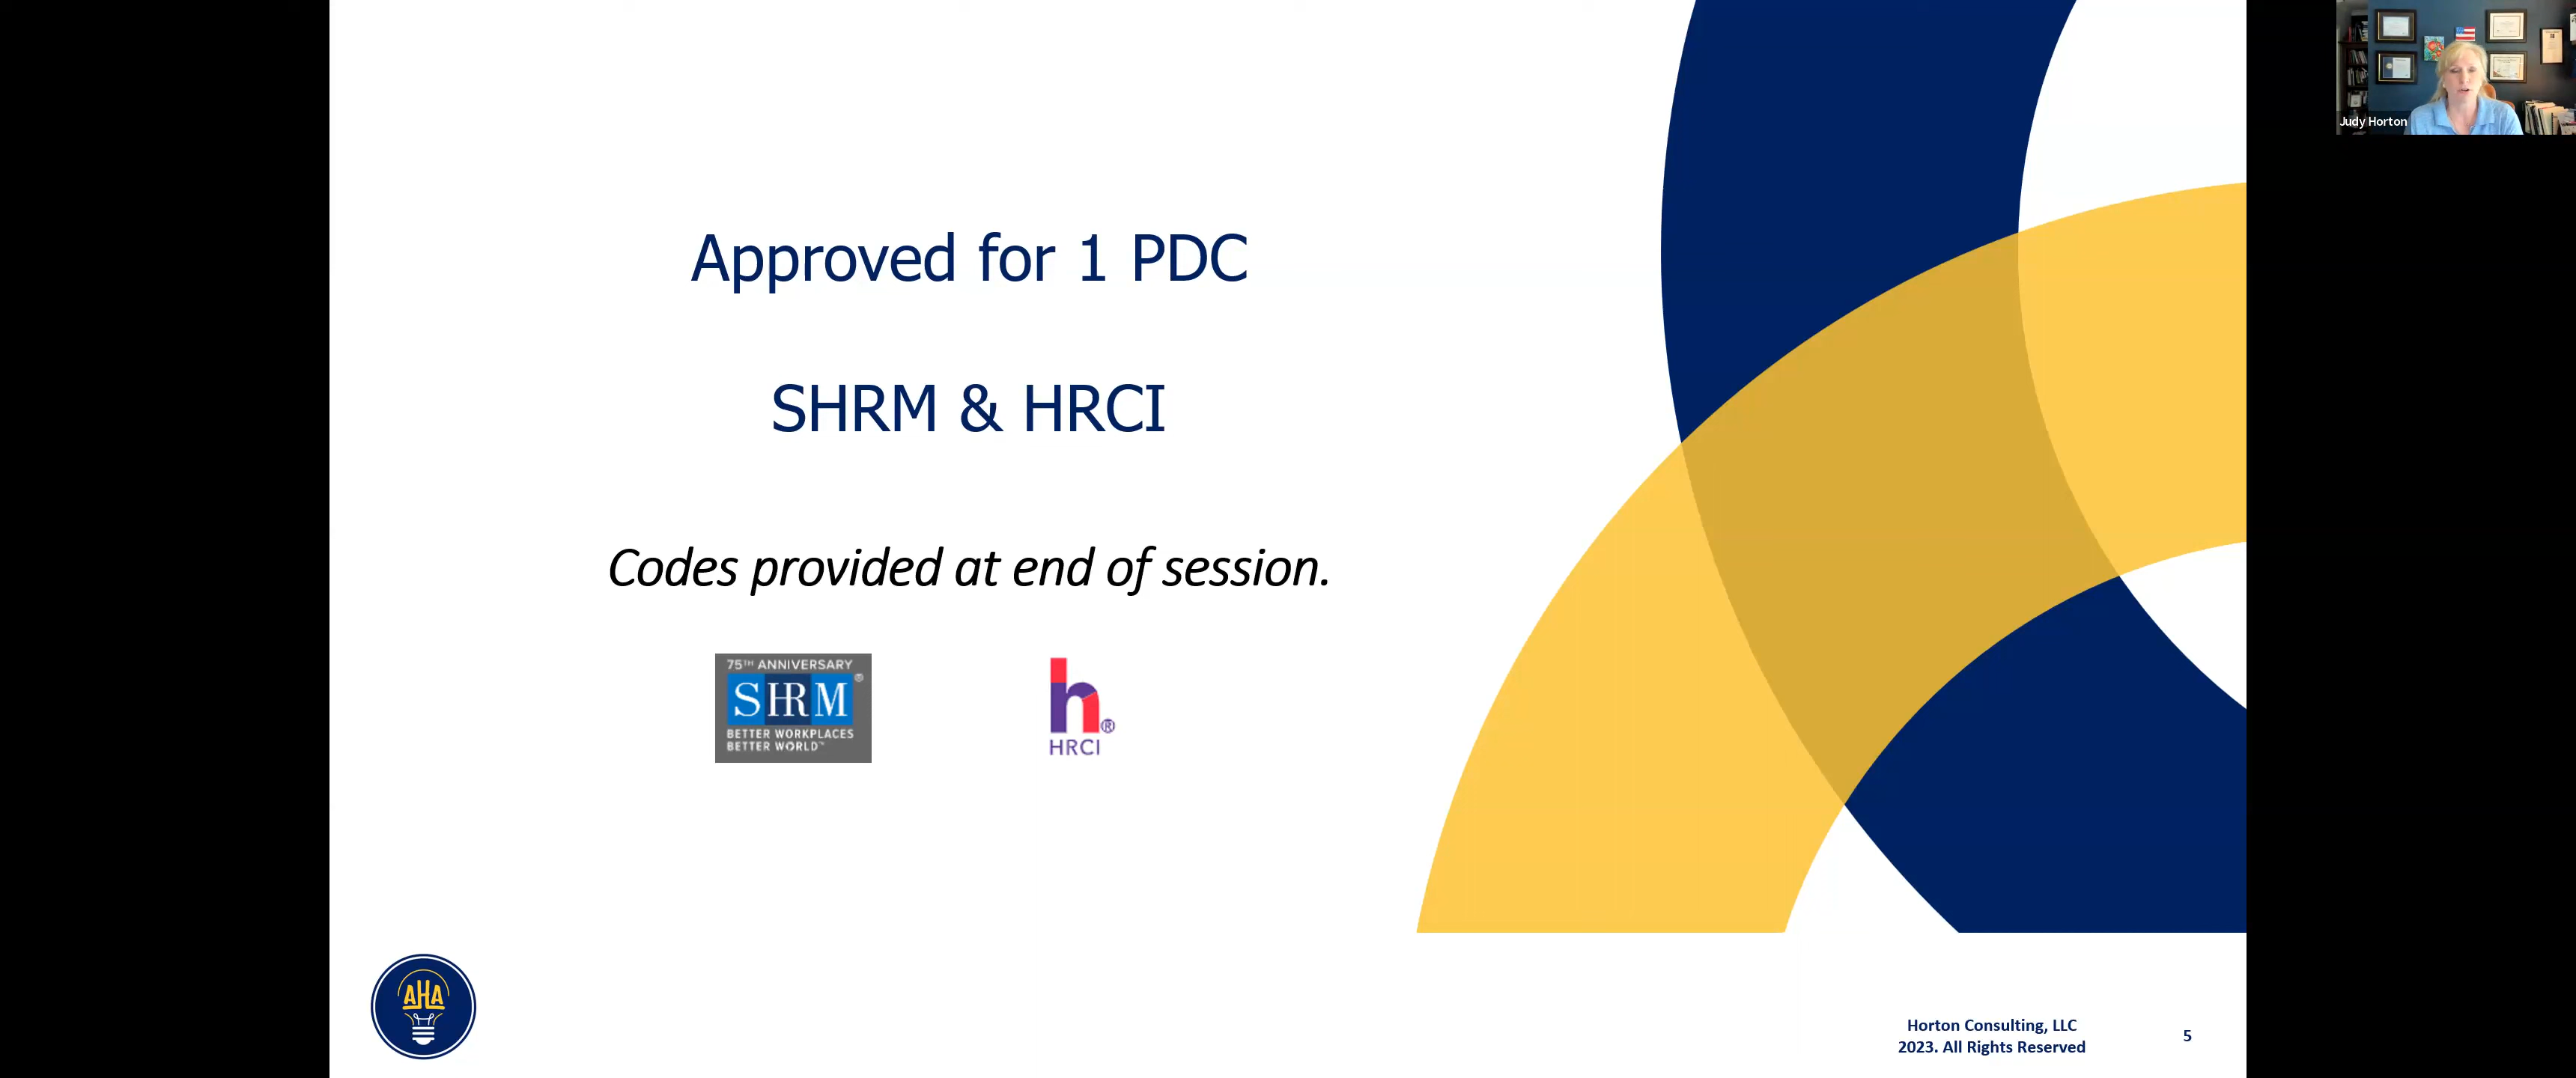 Approved for 1 PDC
SHRM & HRCI
Codes provided at end of session.
75TH ANNIVERSARY
SHRM®
BETTER WORKPLACES
BETTER WORLD™
h®
HRCI
AHA
Horton Consulting, LLC
2023. All Rights Reserved
5
Judy Horton